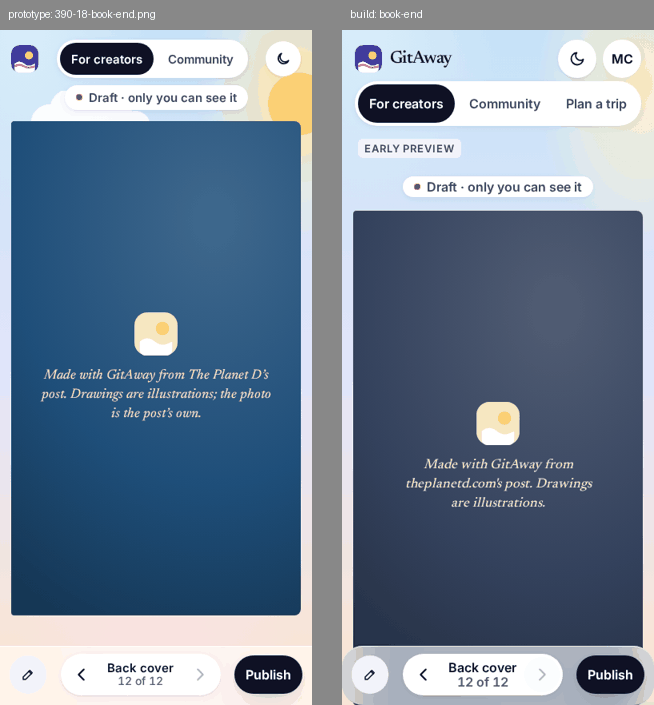 prototype: 390-18-book-end.png
For creators
Community
Draft · only you can see it
Made with GitAway from The Planet D's
post. Drawings are illustrations; the photo
is the post's own.
Back cover
12 of 12
Publish
build: book-end
GitAway
MC
For creators
Community
Plan a trip
EARLY PREVIEW
Draft · only you can see it
Made with GitAway from
theplanetd.com's post. Drawings
are illustrations.
Back cover
12 of 12
Publish